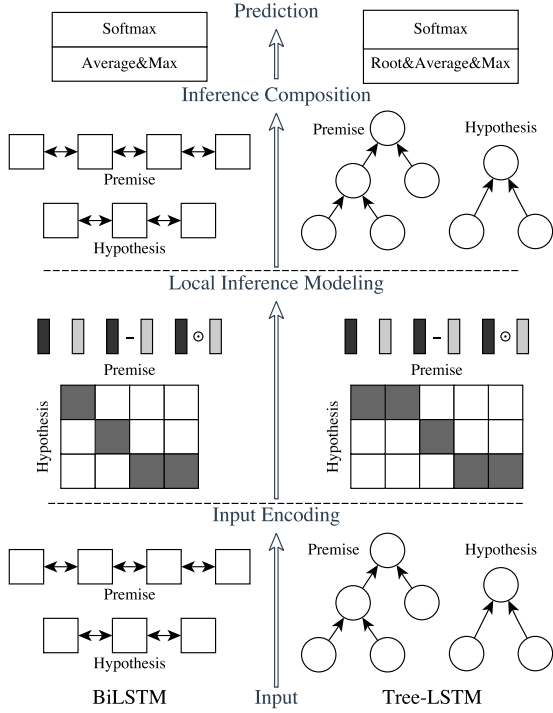 Prediction
Softmax
Average&Max
Softmax
Root&Average&Max
Inference Composition
Premise
Hypothesis
Premise
Hypothesis
Local Inference Modeling
– ⊙
– ⊙
Premise
Premise
Hypothesis
Hypothesis
Input Encoding
Premise
Hypothesis
Premise
Hypothesis
BiLSTM
Input
Tree-LSTM